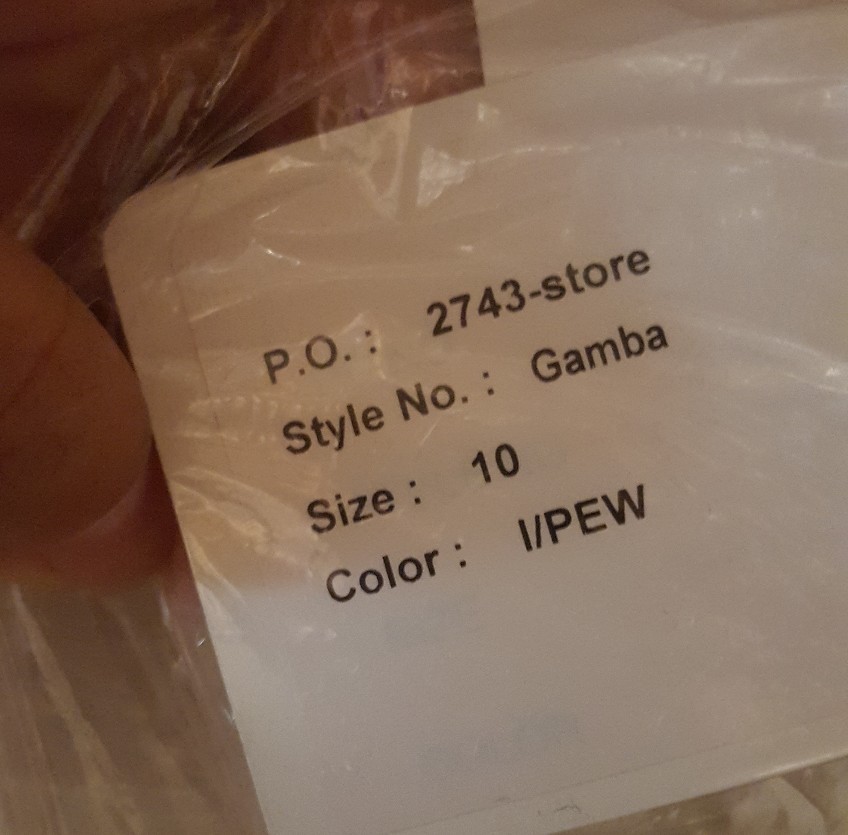 P.O. : 2743-store
Style No. : Gamba
Size : 10
Color : I/PEW